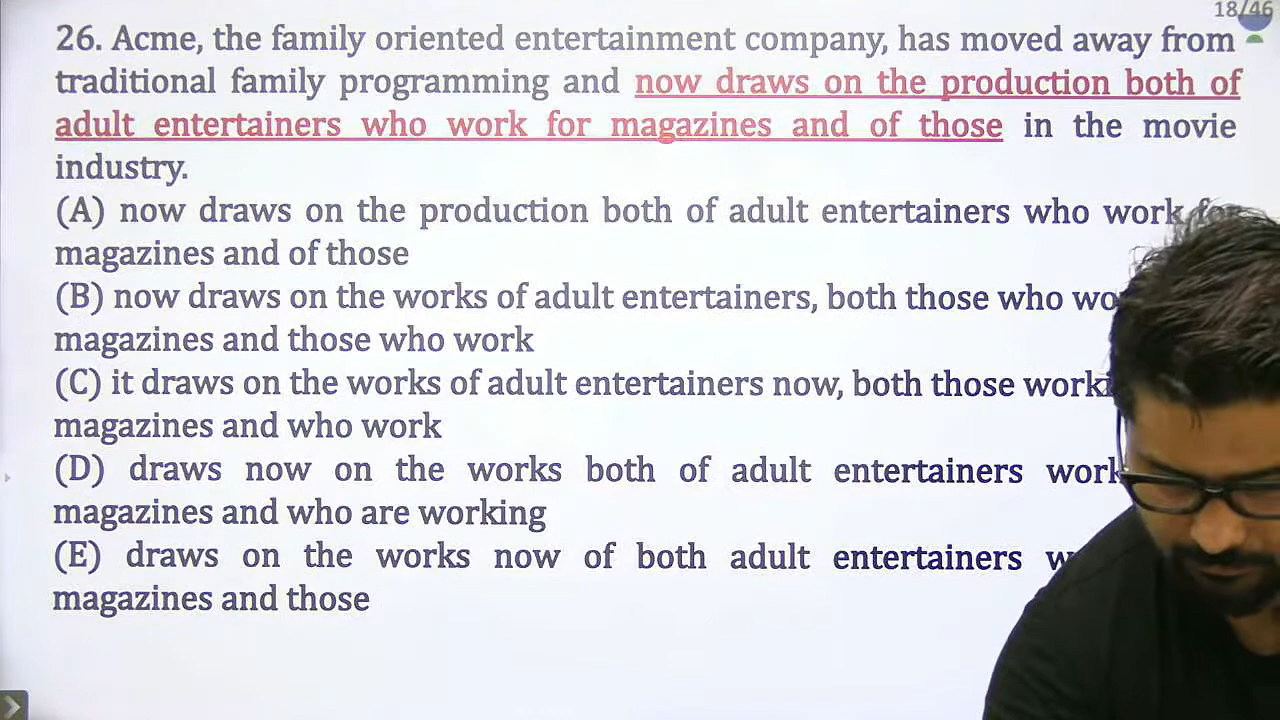 18/46
26. Acme, the family oriented entertainment company, has moved away from
traditional family programming and now draws on the production both of
adult entertainers who work for magazines and of those in the movie
industry.
(A) now draws on the production both of adult entertainers who work for
magazines and of those
(B) now draws on the works of adult entertainers, both those who
magazines and those who work
(C) it draws on the works of adult entertainers now, both those
magazines and who work
(D) draws now on the works both of adult entertainers
magazines and who are working
(E) draws on the works now of both adult entertainers
magazines and those